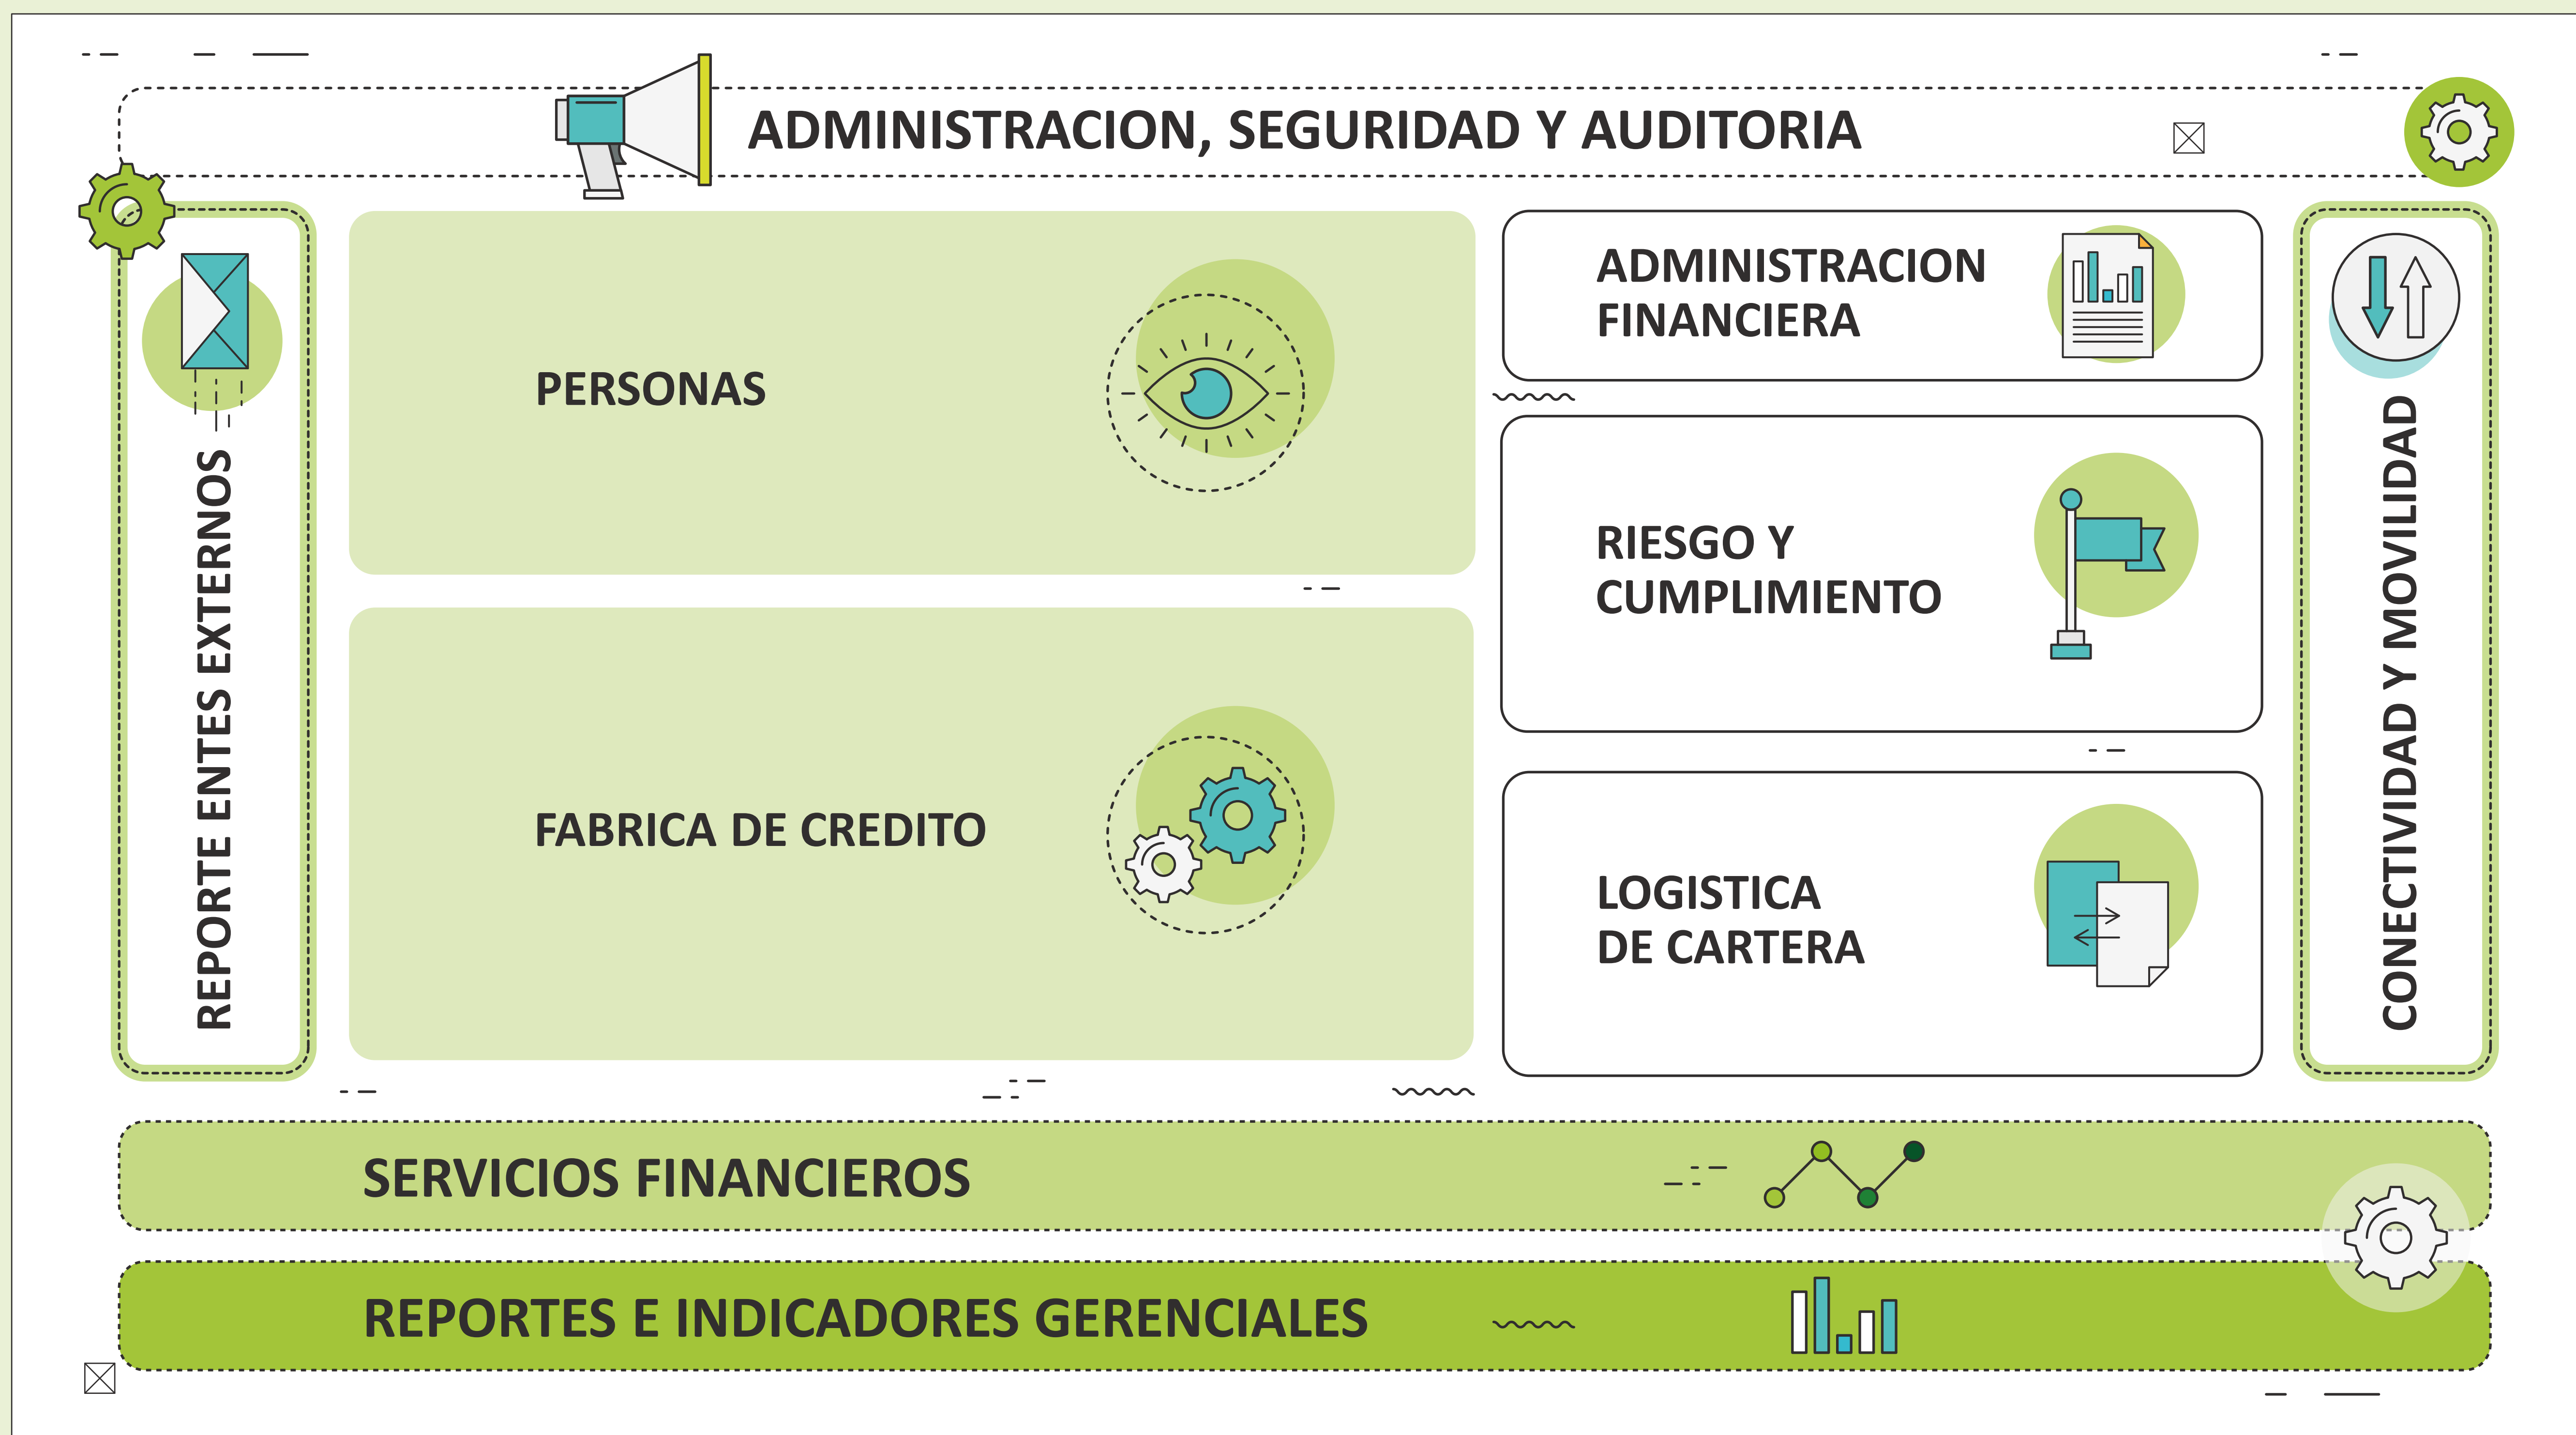 ADMINISTRACION, SEGURIDAD Y AUDITORIA
REPORTE ENTES EXTERNOS
PERSONAS
FABRICA DE CREDITO
ADMINISTRACION
FINANCIERA
RIESGO Y
CUMPLIMIENTO
LOGISTICA
DE CARTERA
CONECTIVIDAD Y MOVILIDAD
SERVICIOS FINANCIEROS
REPORTES E INDICADORES GERENCIALES